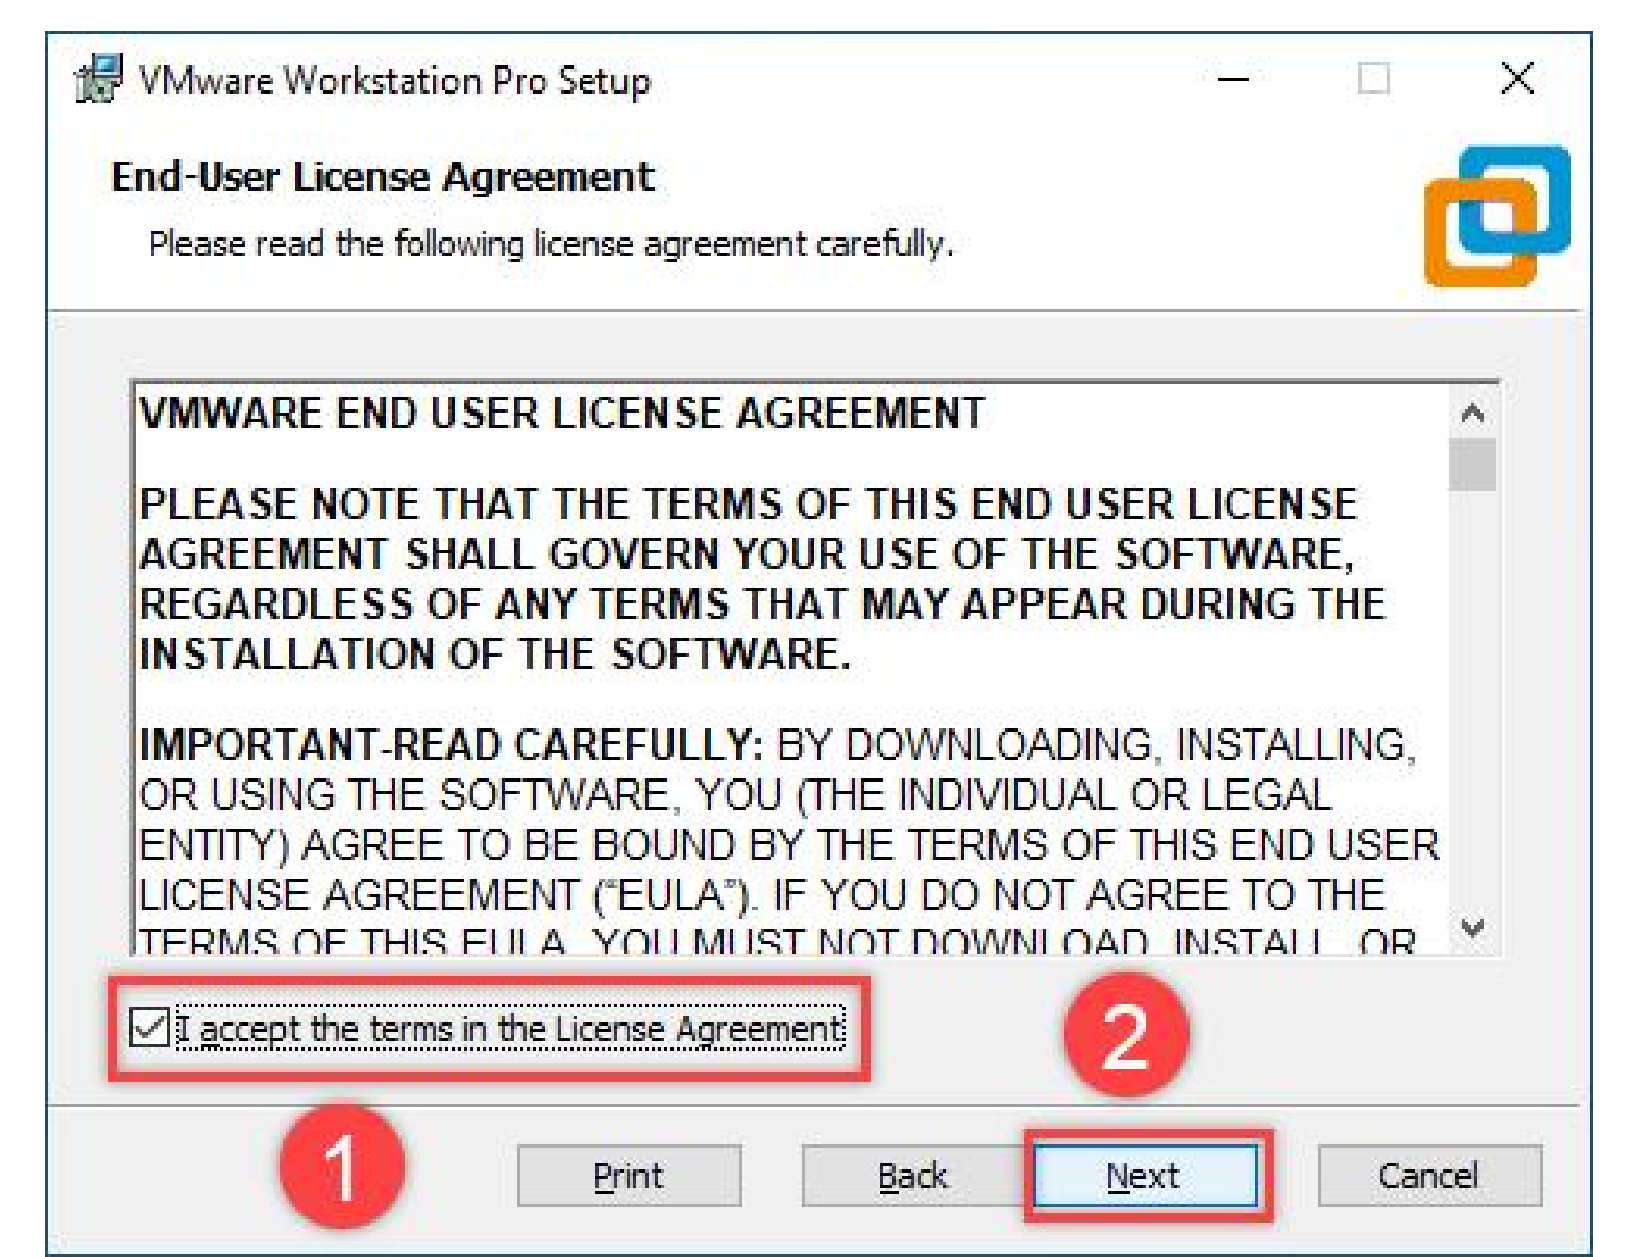 VMware Workstation Pro Setup
End-User License Agreement
Please read the following license agreement carefully.
VMWARE END USER LICENSE AGREEMENT
PLEASE NOTE THAT THE TERMS OF THIS END USER LICENSE
AGREEMENT SHALL GOVERN YOUR USE OF THE SOFTWARE,
REGARDLESS OF ANY TERMS THAT MAY APPEAR DURING THE
INSTALLATION OF THE SOFTWARE.
IMPORTANT-READ CAREFULLY: BY DOWNLOADING, INSTALLING,
OR USING THE SOFTWARE, YOU (THE INDIVIDUAL OR LEGAL
ENTITY) AGREE TO BE BOUND BY THE TERMS OF THIS END USER
LICENSE AGREEMENT (“EULA”). IF YOU DO NOT AGREE TO THE
TERMS OF THIS EULA, YOU MUST NOT DOWNLOAD, INSTALL, OR
I accept the terms in the License Agreement
2
1
Print
Back
Next
Cancel